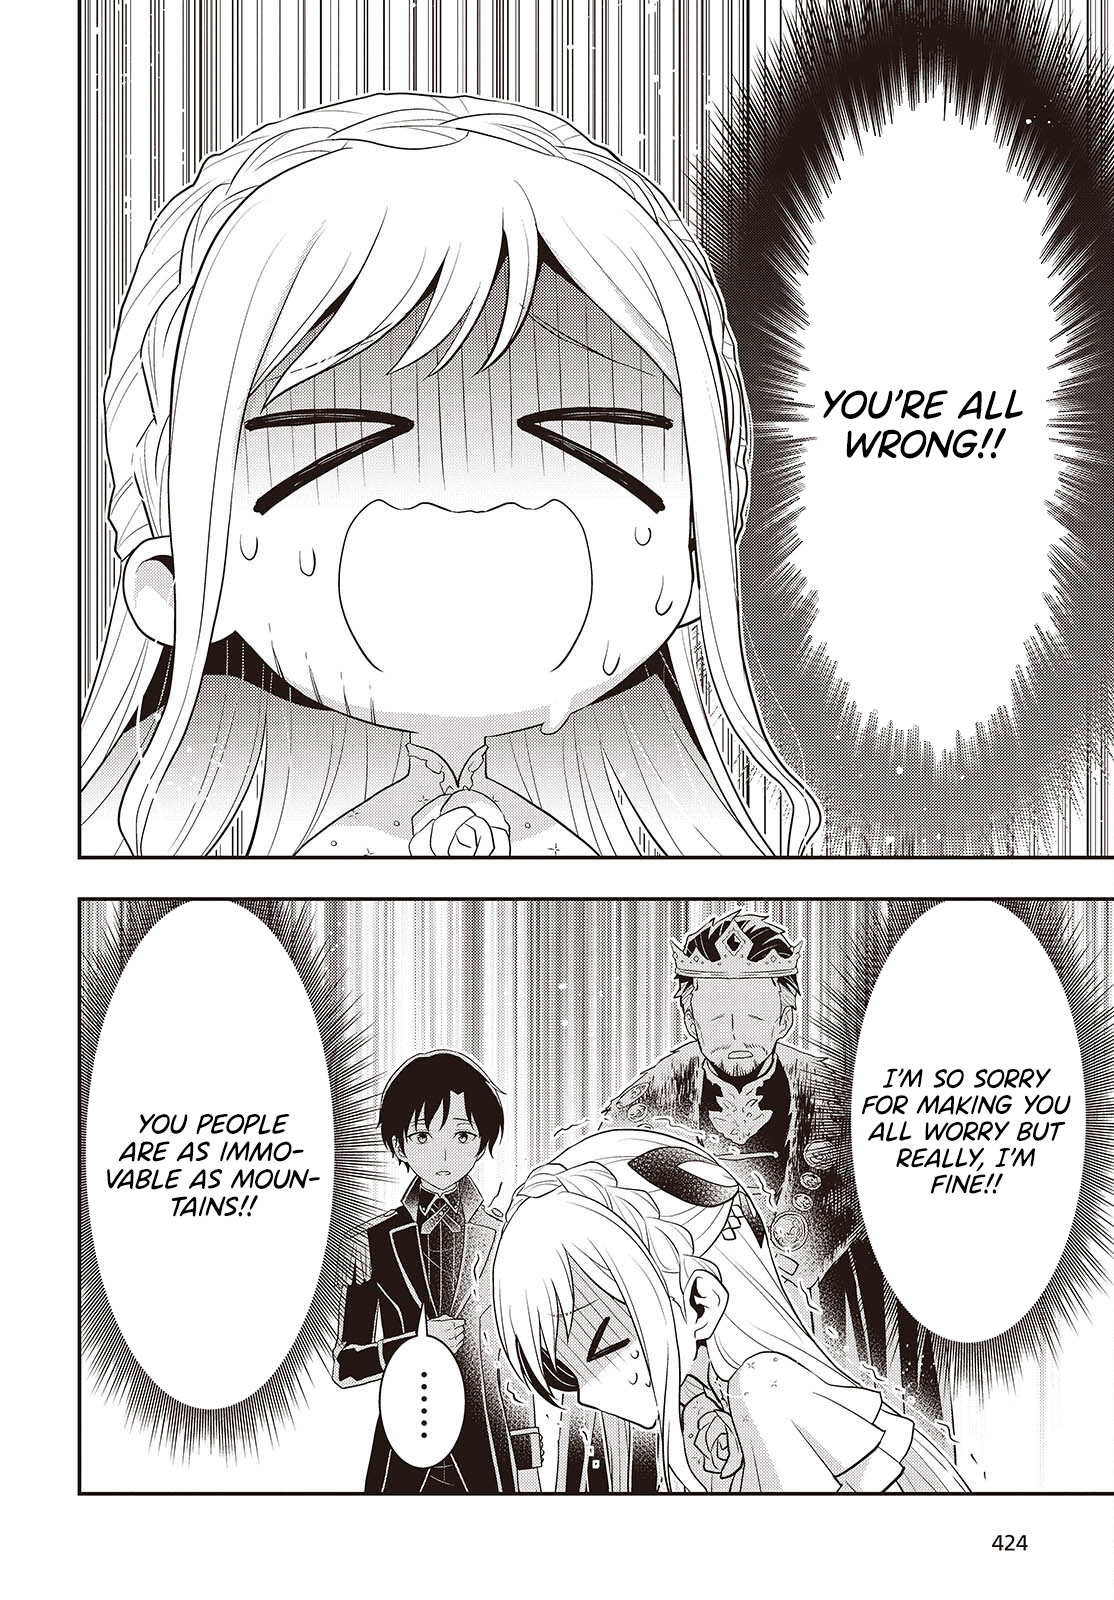 YOU'RE ALL
WRONG!!
I'M SO SORRY
FOR MAKING YOU
ALL WORRY BUT
REALLY, I'M
FINE!!
YOU PEOPLE
ARE AS IMMO-
VABLE AS MOUN-
TAINS!!
......
424